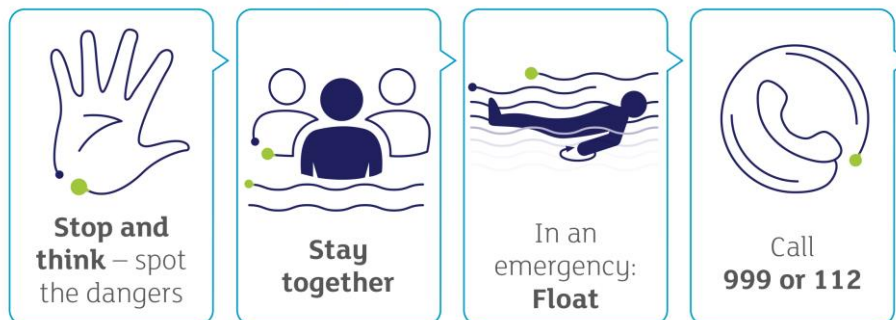 Stop and
think – spot
the dangers
Stay
together
In an
emergency:
Float
Call
999 or 112